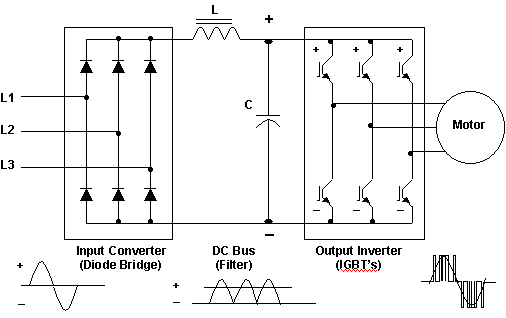 L
+
+ + +
L1
C
L2
Motor
L3
− − −
−
Input Converter
(Diode Bridge)
DC Bus
(Filter)
Output Inverter
(IGBT's)
+
−
+
−